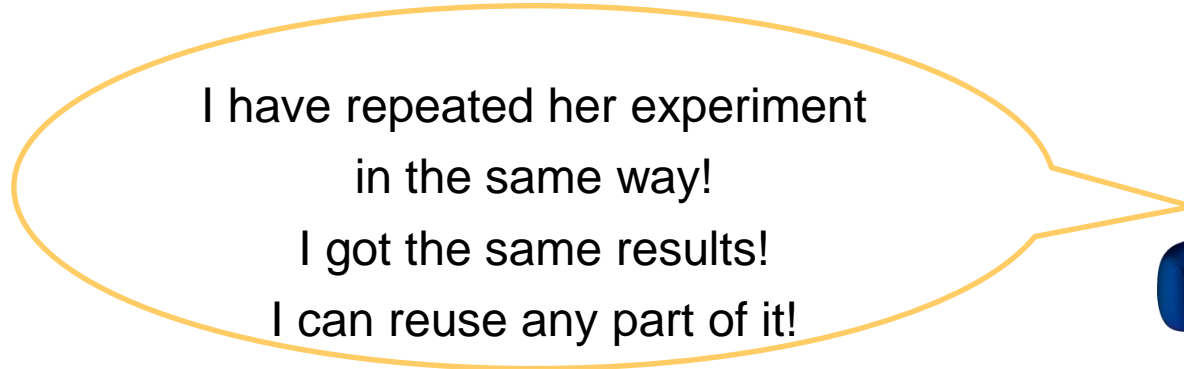 I have repeated her experiment
in the same way!
I got the same results!
I can reuse any part of it!